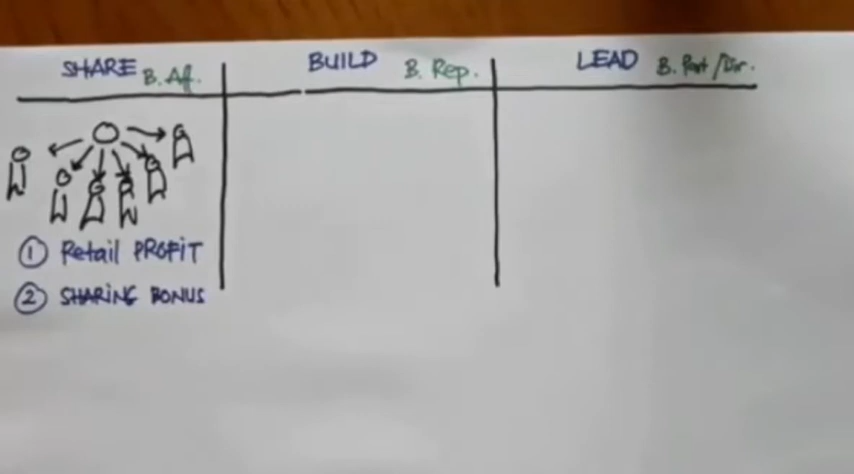 SHARE B. Af.
BUILD B. Rep.
LEAD B. Part/Dir.
① Retail PROFIT
② SHARING BONUS